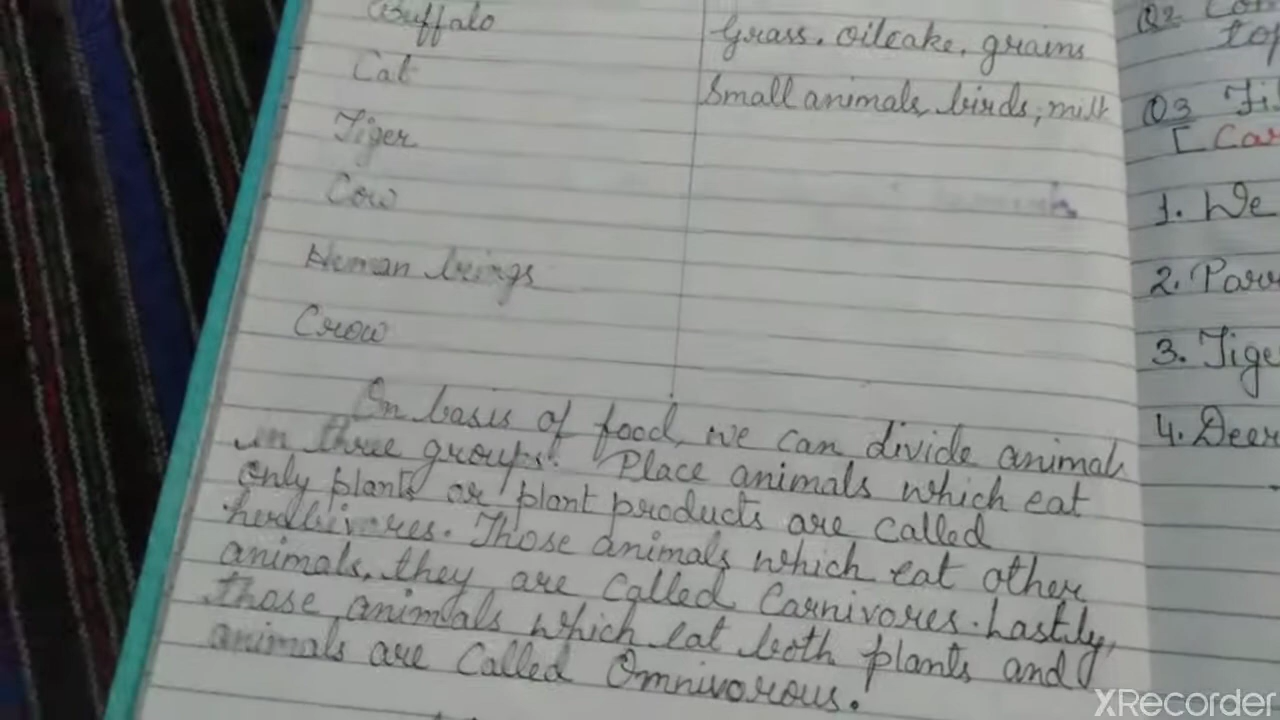 Buffalo Grass, oilcake, grains
Cat Small animals, birds, milk
Tiger
Cow
Human beings
Crow
On basis of food, we can divide animals
in three groups. Place animals which eat
only plants or plant products are called
herbivores. Those animals which eat other
animals, they are called Carnivores. Lastly,
those animals which eat both plants and
animals are called Omnivorous.
Q2
Q3
1. We
2.
3.
4. Deer
XRecorder